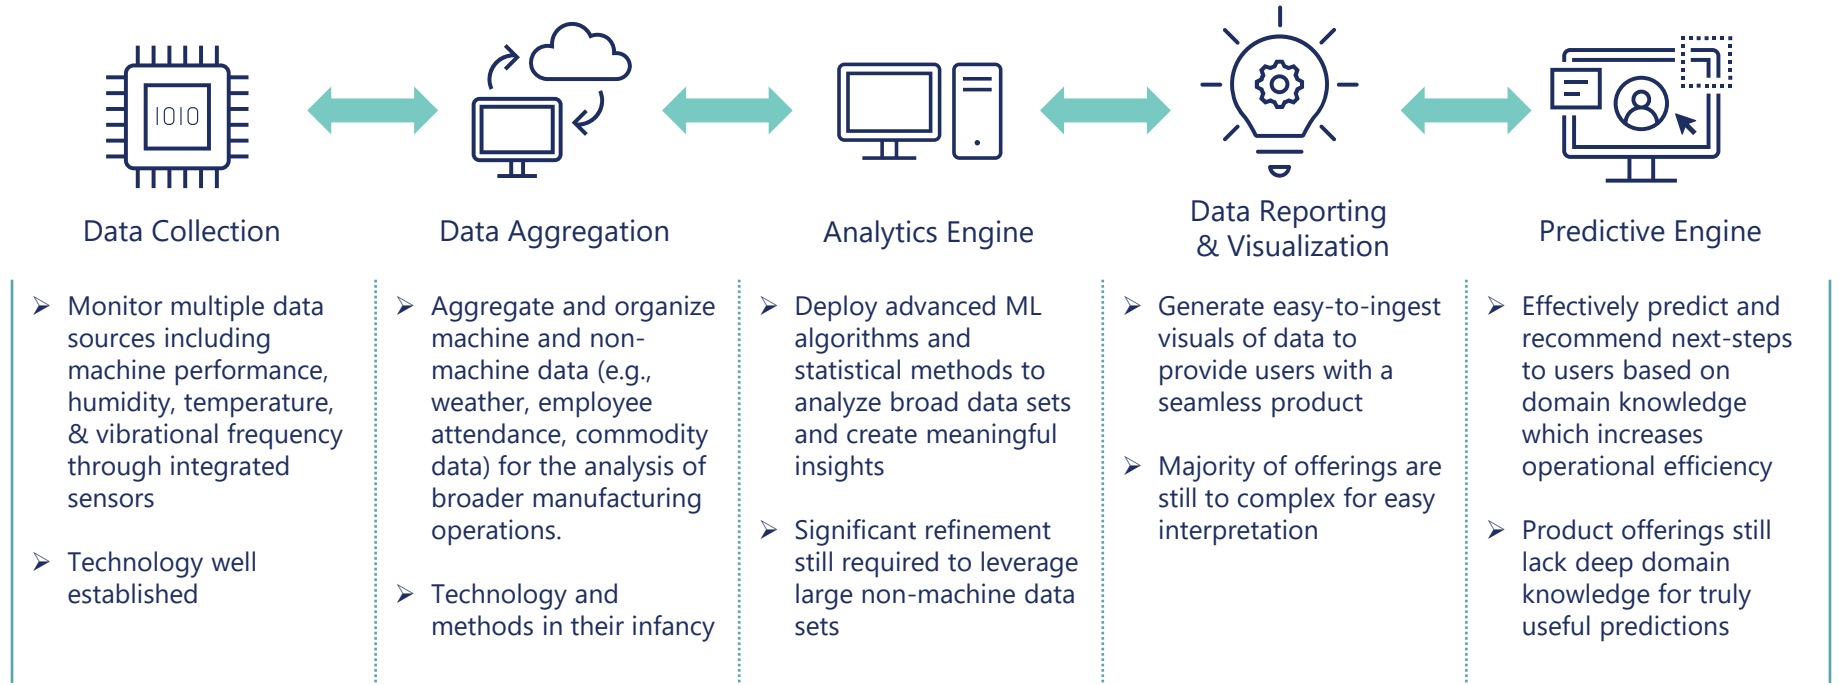 IOIO
Data Collection
Data Aggregation
Analytics Engine
Data Reporting
& Visualization
Predictive Engine
➢ Monitor multiple data
sources including
machine performance,
humidity, temperature,
& vibrational frequency
through integrated
sensors
➢ Technology well
established
➢ Aggregate and organize
machine and non-
machine data (e.g.,
weather, employee
attendance, commodity
data) for the analysis of
broader manufacturing
operations.
➢ Technology and
methods in their infancy
➢ Deploy advanced ML
algorithms and
statistical methods to
analyze broad data sets
and create meaningful
insights
➢ Significant refinement
still required to leverage
large non-machine data
sets
➢ Generate easy-to-ingest
visuals of data to
provide users with a
seamless product
➢ Majority of offerings are
still to complex for easy
interpretation
➢ Effectively predict and
recommend next-steps
to users based on
domain knowledge
which increases
operational efficiency
➢ Product offerings still
lack deep domain
knowledge for truly
useful predictions